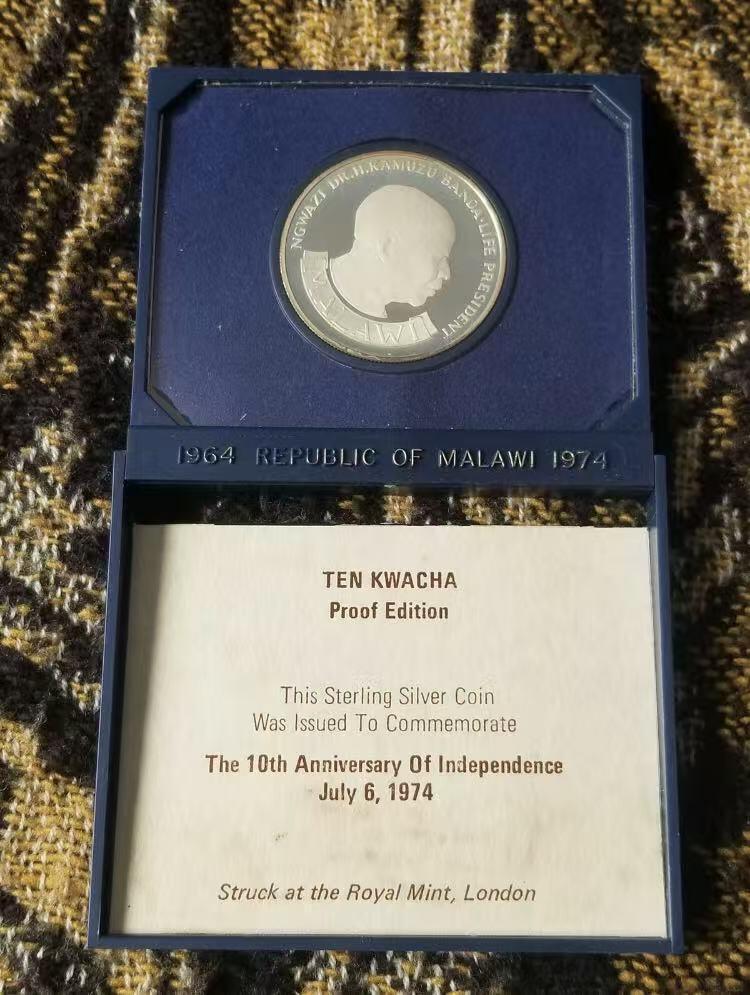 NGWAZI DR.H.KAMUZU BANDA·LIFE PRESIDENT
MALAWI
1964 REPUBLIC OF MALAWI 1974
TEN KWACHA
Proof Edition
This Sterling Silver Coin
Was Issued To Commemorate
The 10th Anniversary Of Independence
July 6, 1974
Struck at the Royal Mint, London